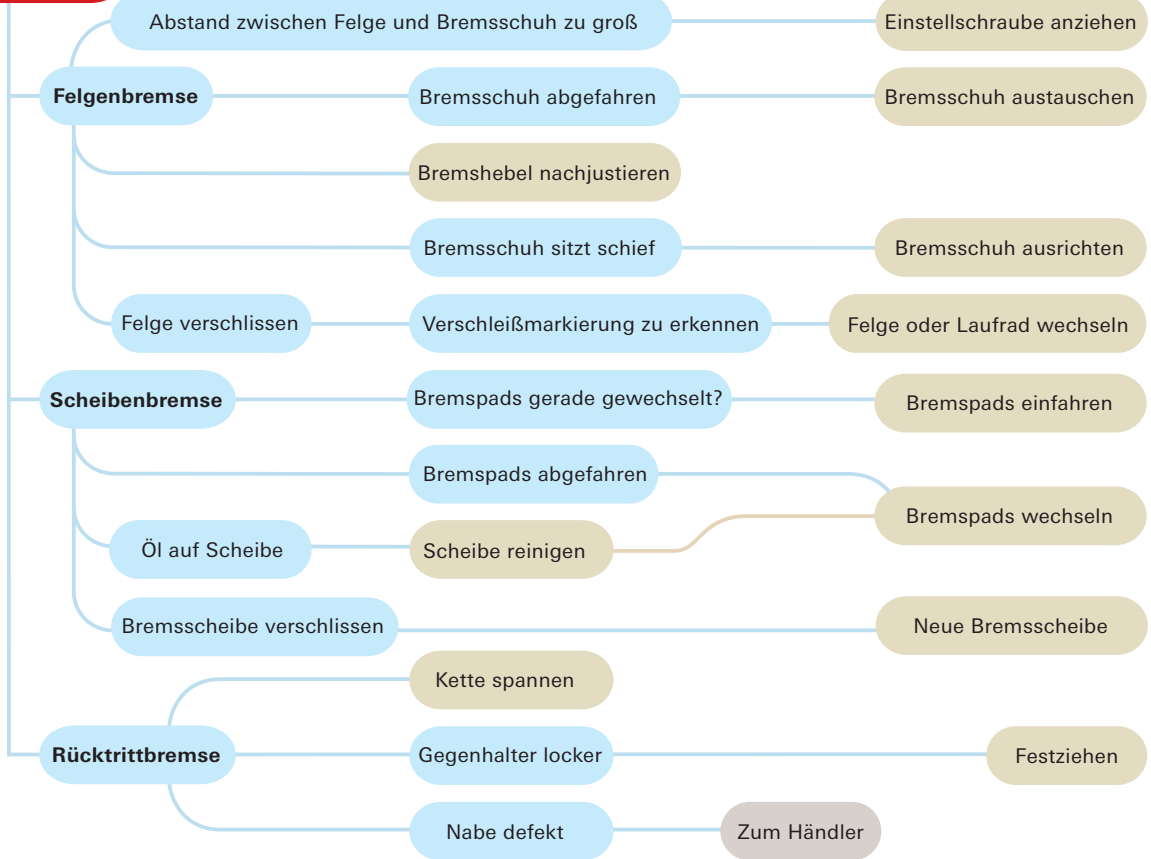 Abstand zwischen Felge und Bremsschuh zu groß
Einstellschraube anziehen
Felgenbremse
Bremsschuh abgefahren
Bremsschuh austauschen
Bremshebel nachjustieren
Bremsschuh sitzt schief
Bremsschuh ausrichten
Felge verschlissen
Verschleißmarkierung zu erkennen
Felge oder Laufrad wechseln
Scheibenbremse
Bremspads gerade gewechselt?
Bremspads einfahren
Bremspads abgefahren
Bremspads wechseln
Öl auf Scheibe
Scheibe reinigen
Bremsscheibe verschlissen
Neue Bremsscheibe
Kette spannen
Rücktrittbremse
Gegenhalter locker
Festziehen
Nabe defekt
Zum Händler